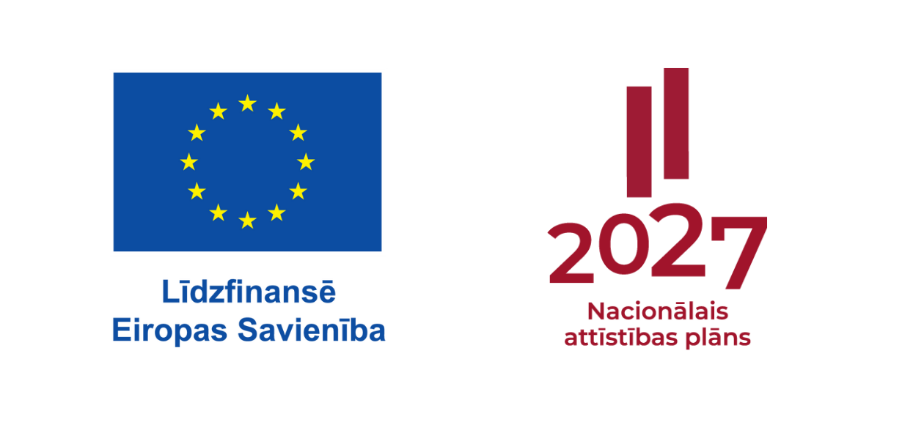 Līdzfinansē
Eiropas Savienība
2027
Nacionālais
attīstības plāns